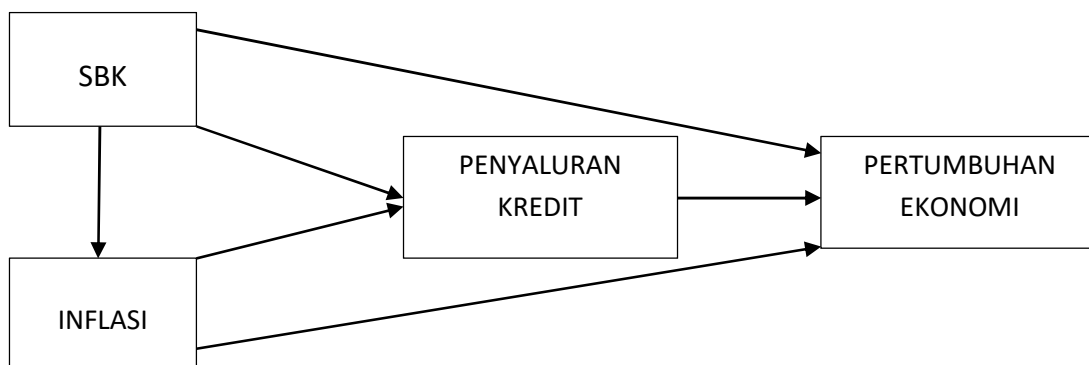 SBK
PENYALURAN
KREDIT
PERTUMBUHAN
EKONOMI
INFLASI